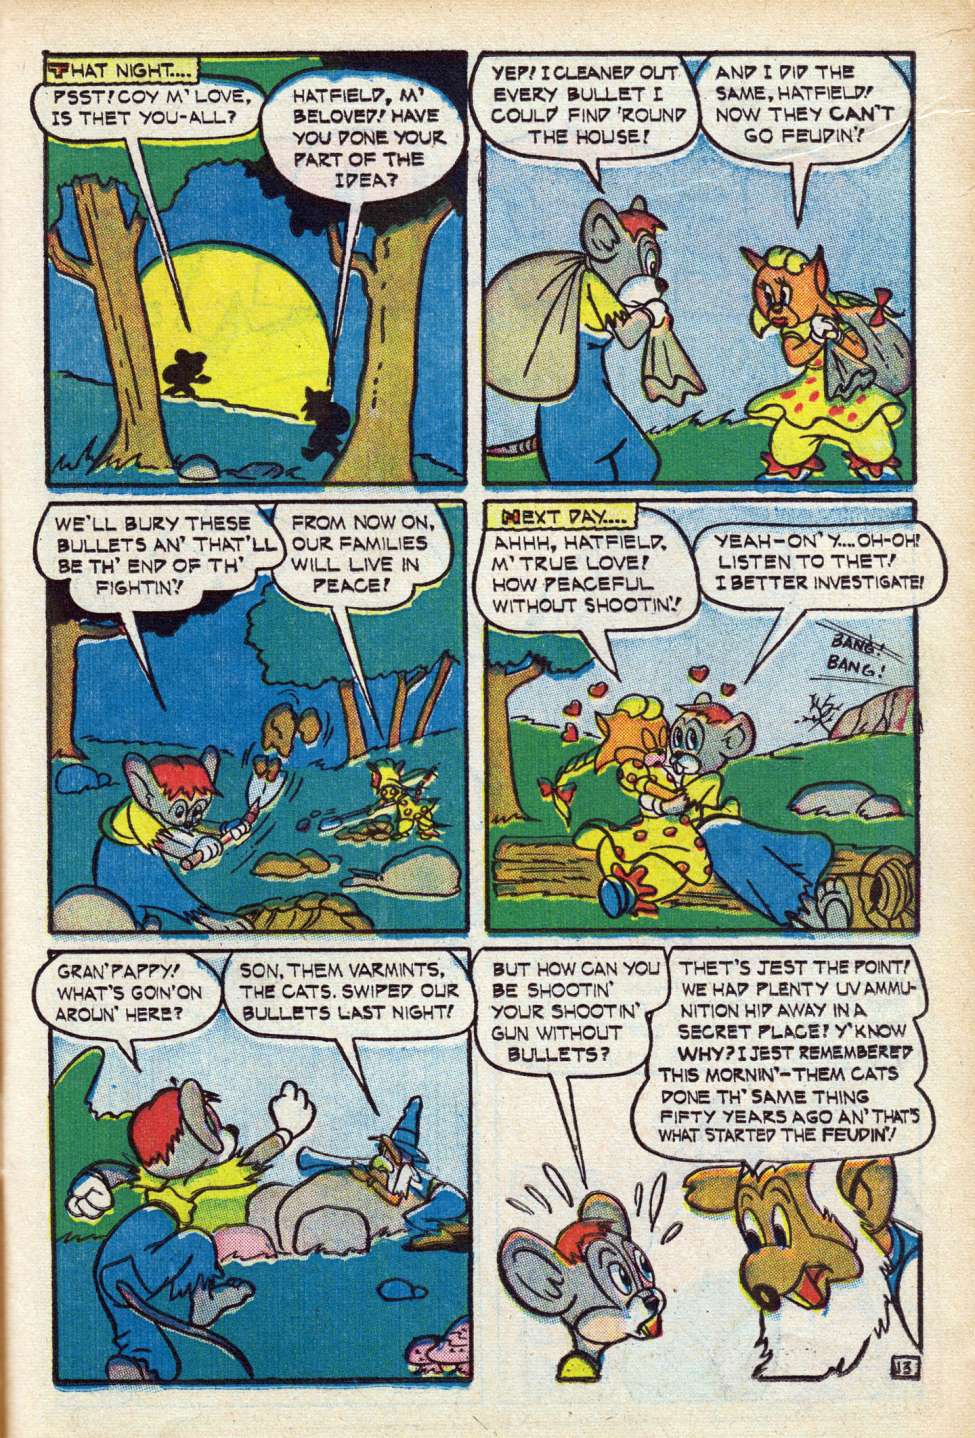 THAT NIGHT....
PSST! COY M' LOVE,
IS THET YOU-ALL?
HATFIELD, M'
BELOVED! HAVE
YOU DONE YOUR
PART OF THE
IDEA?
YEP! I CLEANED OUT
EVERY BULLET I
COULD FIND 'ROUND
THE HOUSE!
AND I DID THE
SAME, HATFIELD!
NOW THEY CAN'T
GO FEUDIN'!
WE'LL BURY THESE
BULLETS AN' THAT'LL
BE TH' END OF TH'
FIGHTIN'!
FROM NOW ON,
OUR FAMILIES
WILL LIVE IN
PEACE!
NEXT DAY....
AHHH, HATFIELD,
M' TRUE LOVE!
HOW PEACEFUL
WITHOUT SHOOTIN'!
YEAH-ON' Y....OH-OH!
LISTEN TO THET!
I BETTER INVESTIGATE!
BANG!
BANG!
GRAN'PAPPY!
WHAT'S GOIN' ON
AROUN' HERE?
SON, THEM VARMINTS,
THE CATS. SWIPED OUR
BULLETS LAST NIGHT!
BUT HOW CAN YOU
BE SHOOTIN'
YOUR SHOOTIN'
GUN WITHOUT
BULLETS?
THET'S JEST THE POINT!
WE HAD PLENTY UV AMMU-
NITION HID AWAY IN A
SECRET PLACE! Y'KNOW
WHY? I JEST REMEMBERED
THIS MORNIN'-THEM CATS
DONE TH' SAME THING
FIFTY YEARS AGO AN' THAT'S
WHAT STARTED THE FEUDIN'!
13